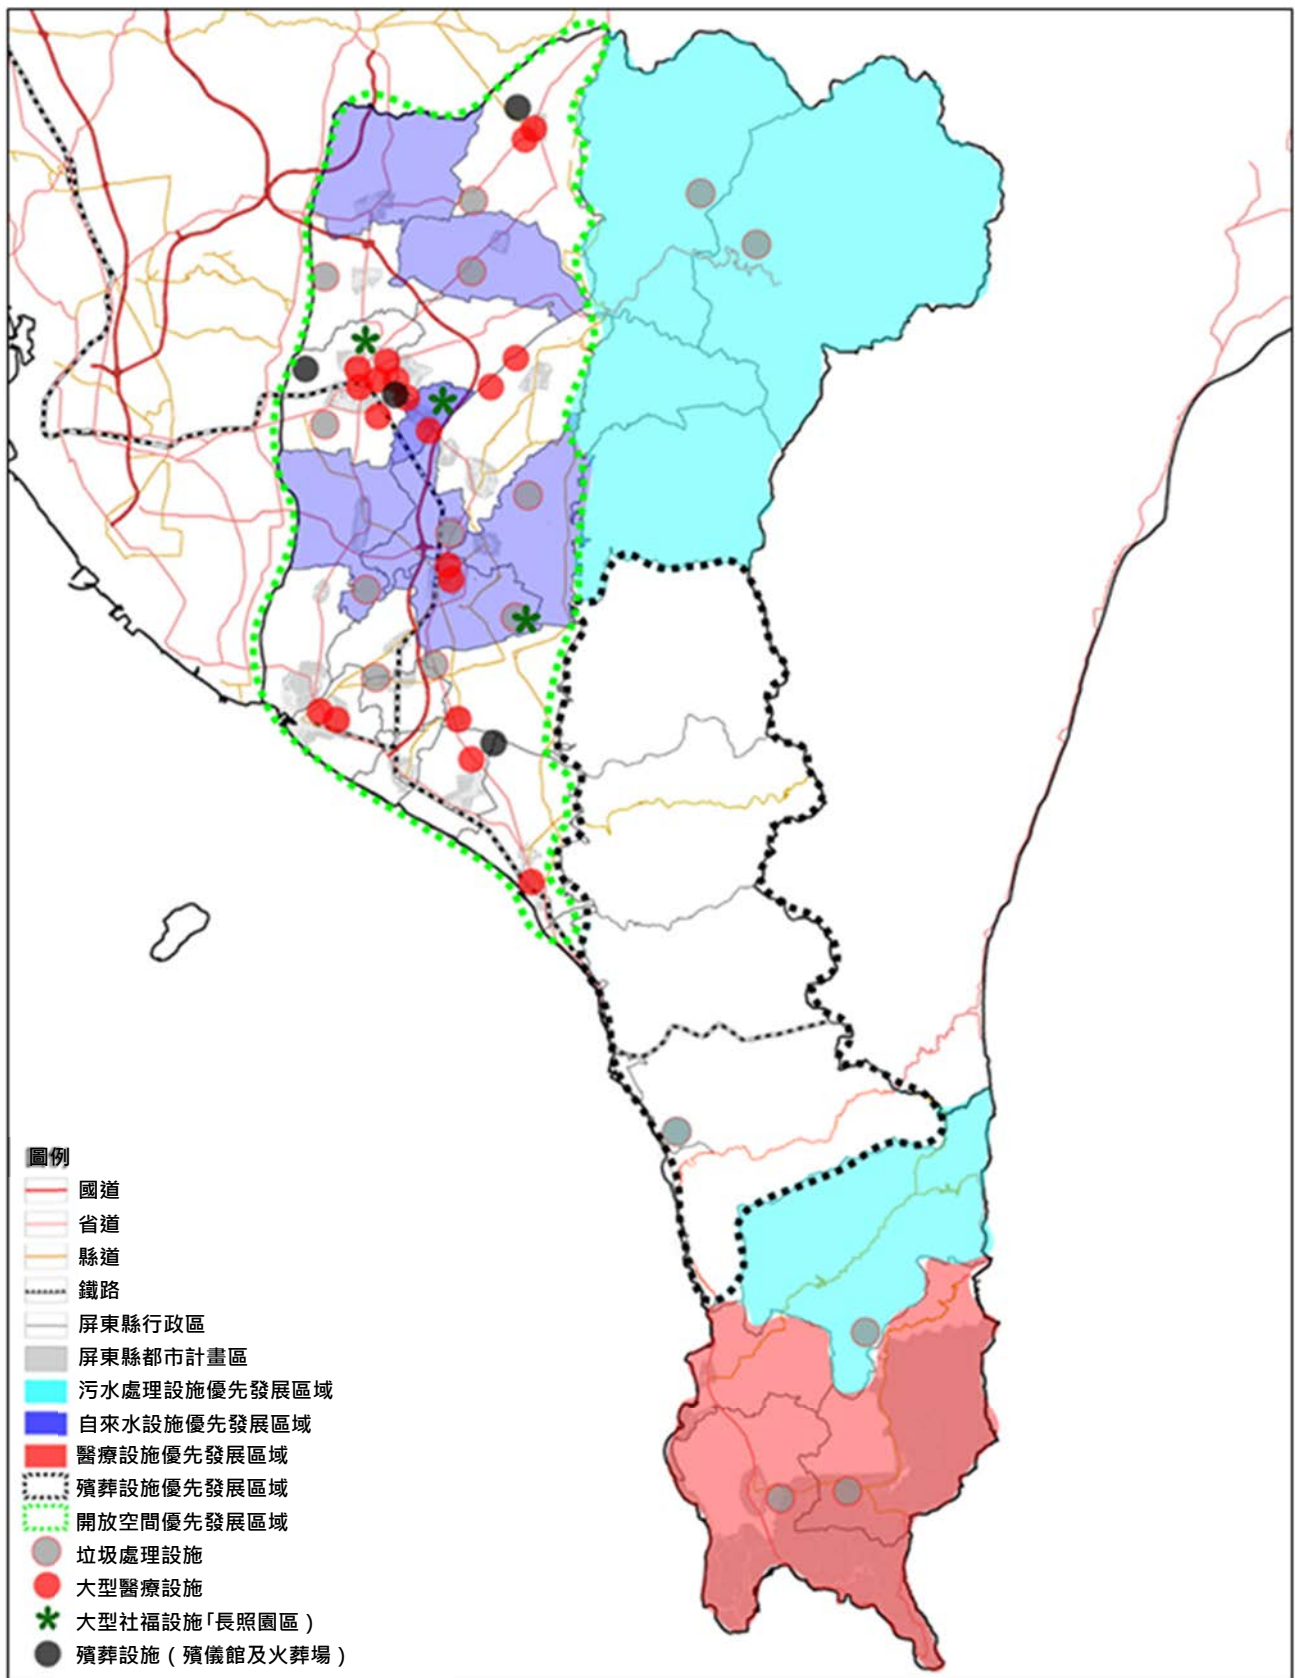 圖例
國道
省道
縣道
鐵路
屏東縣行政區
屏東縣都市計畫區
污水處理設施優先發展區域
自來水設施優先發展區域
醫療設施優先發展區域
殯葬設施優先發展區域
開放空間優先發展區域
垃圾處理設施
大型醫療設施
大型社福設施「長照園區）
殯葬設施（殯儀館及火葬場）